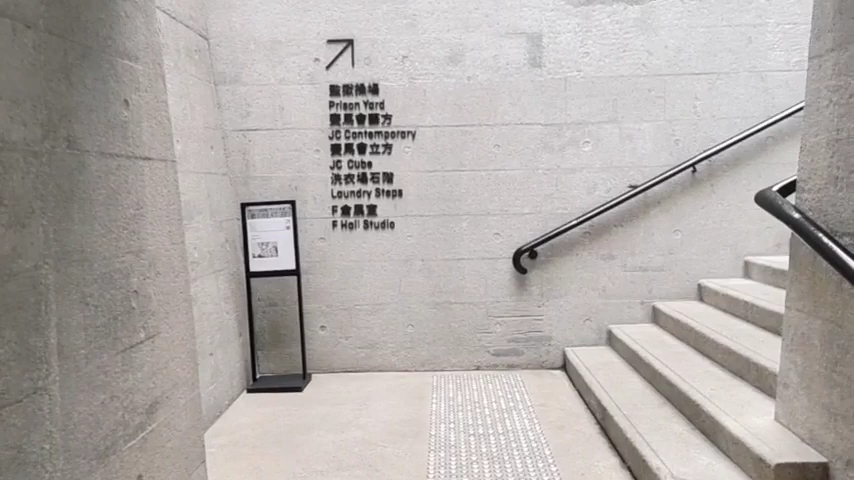 監獄操場
Prison Yard
賽馬會藝方
JC Contemporary
賽馬會立方
JC Cube
洗衣場石階
Laundry Steps
F倉展室
F Hall Studio